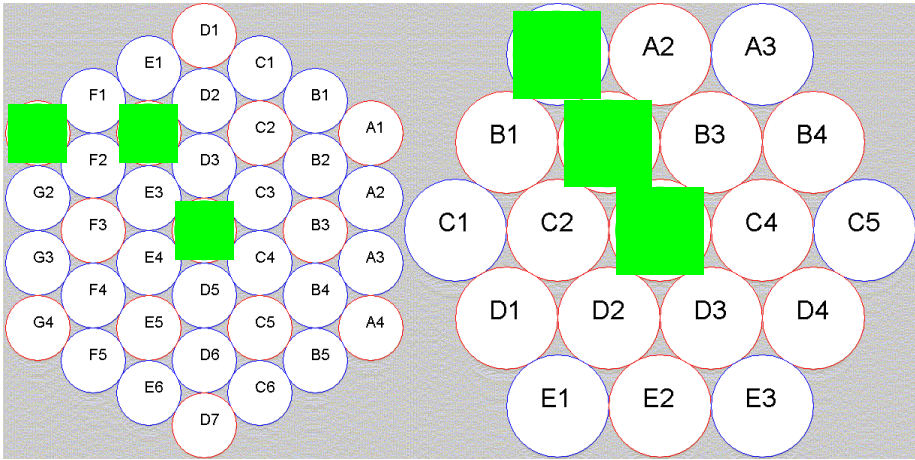 D1
E1 C1
F1 D2 B1
C2 A1
F2 D3 B2
G2 E3 C3 A2
F3 B3
G3 E4 C4 A3
F4 D5 B4
G4 E5 C5 A4
F5 D6 B5
E6 C6
D7
A2 A3
B1 B3 B4
C1 C2 C4 C5
D1 D2 D3 D4
E1 E2 E3